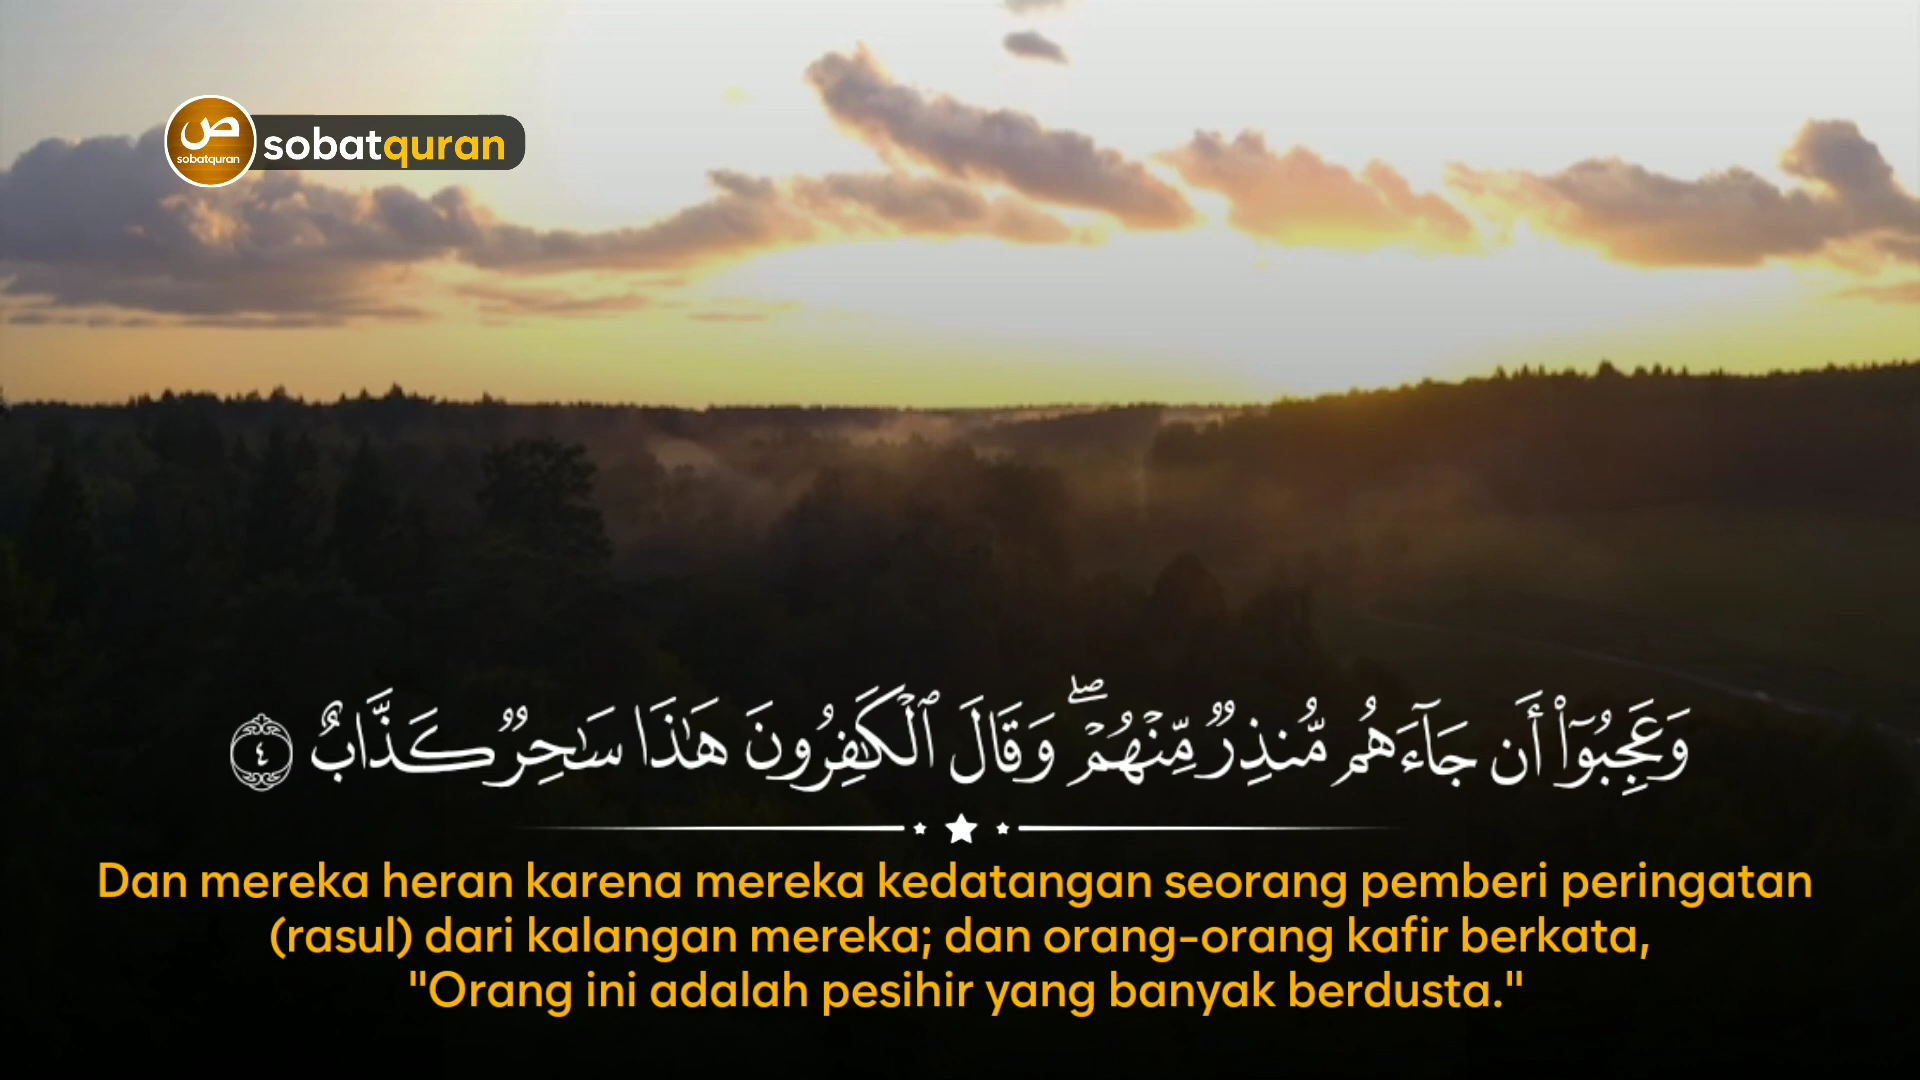 ص
sobatquran
sobatquran
وَعَجِبُوٓا۟ أَن جَآءَهُم مُّنذِرٌۭ مِّنْهُمْ ۖ وَقَالَ ٱلْكَـٰفِرُونَ هَـٰذَا سَـٰحِرٌۭ كَذَّابٌ ٤
Dan mereka heran karena mereka kedatangan seorang pemberi peringatan
(rasul) dari kalangan mereka; dan orang-orang kafir berkata,
"Orang ini adalah pesihir yang banyak berdusta."